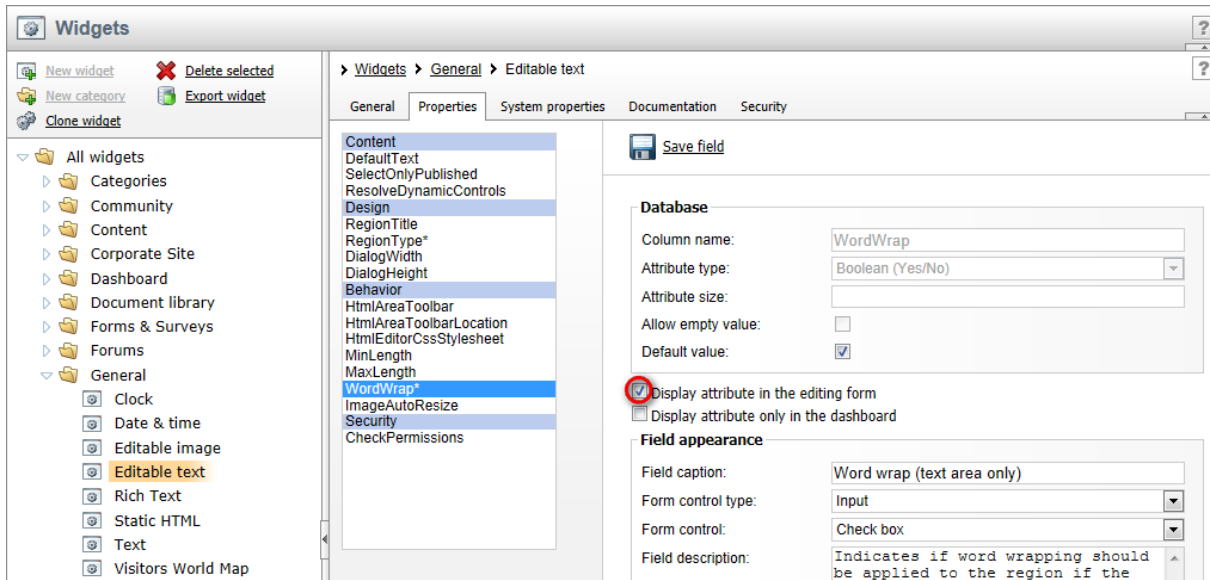 Widgets
?
New widget
Delete selected
New category
Export widget
Clone widget
All widgets
Categories
Community
Content
Corporate Site
Dashboard
Document library
Forms & Surveys
Forums
General
Clock
Date & time
Editable image
Editable text
Rich Text
Static HTML
Text
Visitors World Map
Widgets > General > Editable text
?
General Properties System properties Documentation Security
Content
DefaultText
SelectOnlyPublished
ResolveDynamicControls
Design
RegionTitle
RegionType*
DialogWidth
DialogHeight
Behavior
HtmlAreaToolbar
HtmlAreaToolbarLocation
HtmlEditorCssStylesheet
MinLength
MaxLength
WordWrap*
ImageAutoResize
Security
CheckPermissions
Save field
Database
Column name: WordWrap
Attribute type: Boolean (Yes/No)
Attribute size:
Allow empty value:
Default value:
Display attribute in the editing form
Display attribute only in the dashboard
Field appearance
Field caption: Word wrap (text area only)
Form control type: Input
Form control: Check box
Field description: Indicates if word wrapping should
be applied to the region if the